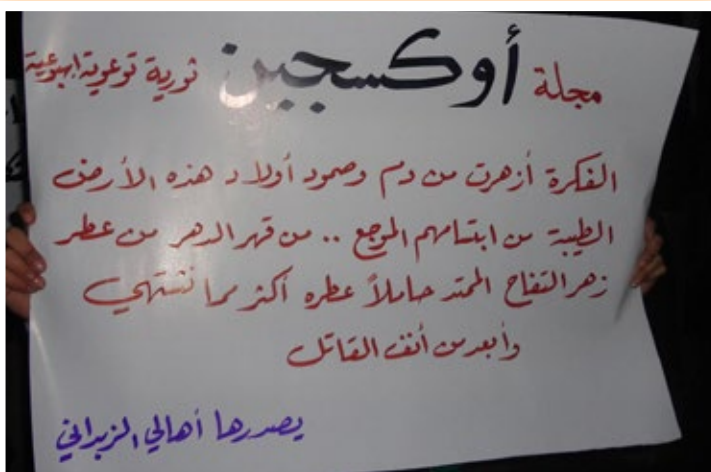 مجلة أوكسجين ثورية توعوية اسبوعية
الفكرة أزهرت من دم وصمود أولاد هذه الأرض
الطيبة من ابتسامهم الموجع .. من قهر الدهر من عطر
زهر التفاح الممتد حاملاً عطره أكثر مما ننتهي
وأبعد من أنف القاتل
يصدرها أهالي الزبداني